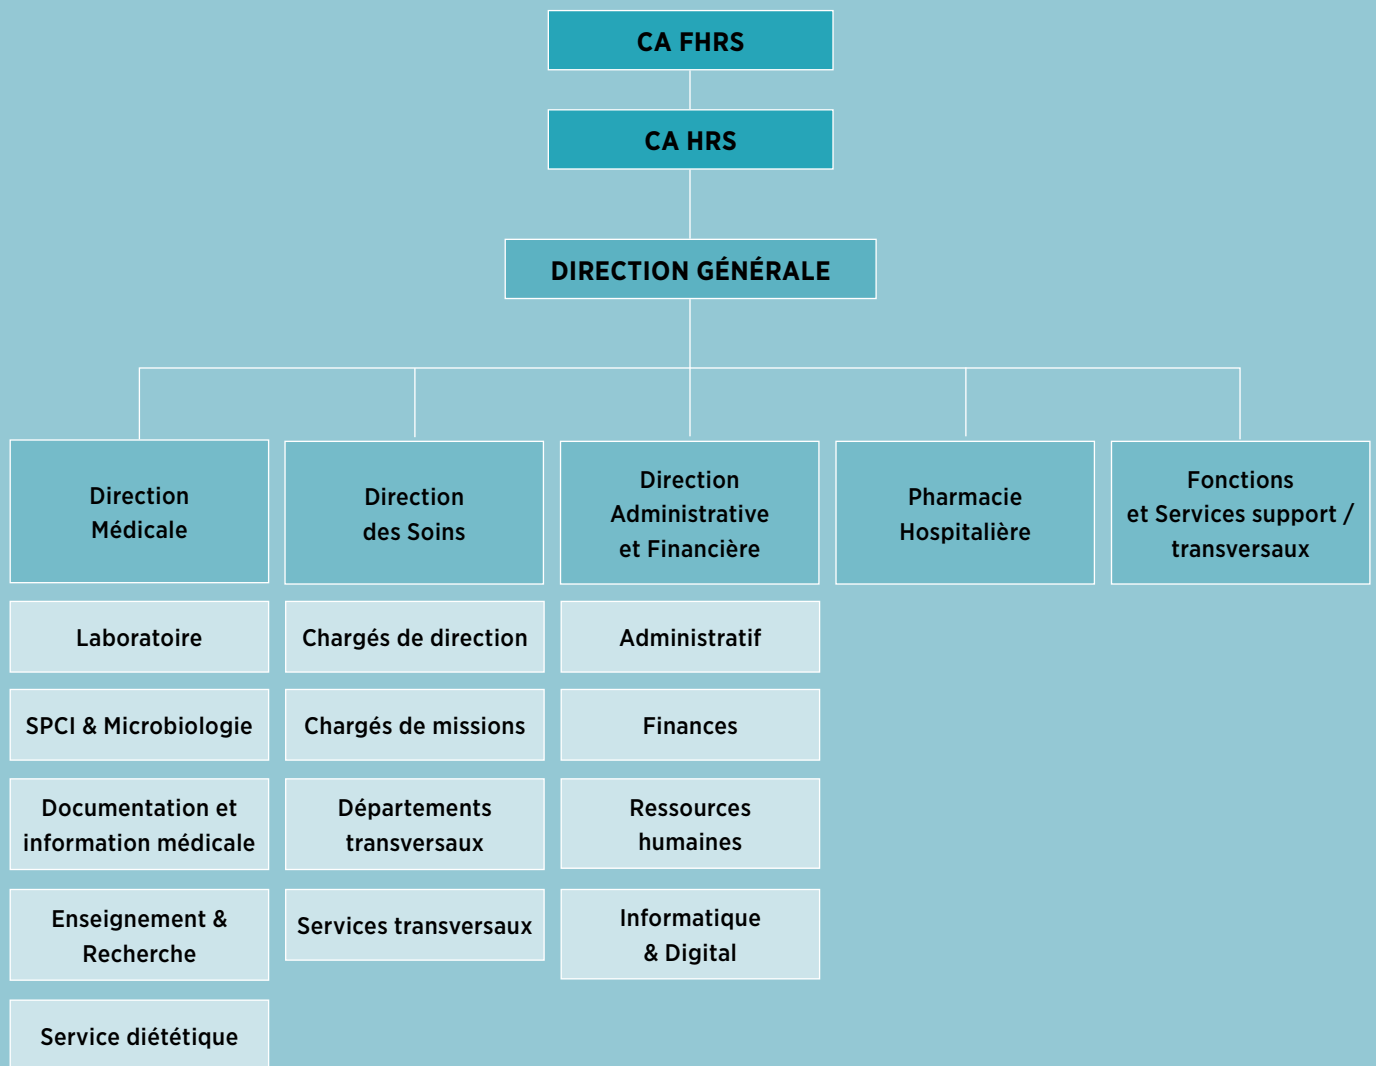 CA FHRS
CA HRS
DIRECTION GÉNÉRALE
Direction
Médicale
Direction
des Soins
Direction
Administrative
et Financière
Pharmacie
Hospitalière
Fonctions
et Services support /
transversaux
Laboratoire
SPCI & Microbiologie
Documentation et
information médicale
Enseignement &
Recherche
Service diététique
Chargés de direction
Chargés de missions
Départements
transversaux
Services transversaux
Administratif
Finances
Ressources
humaines
Informatique
& Digital